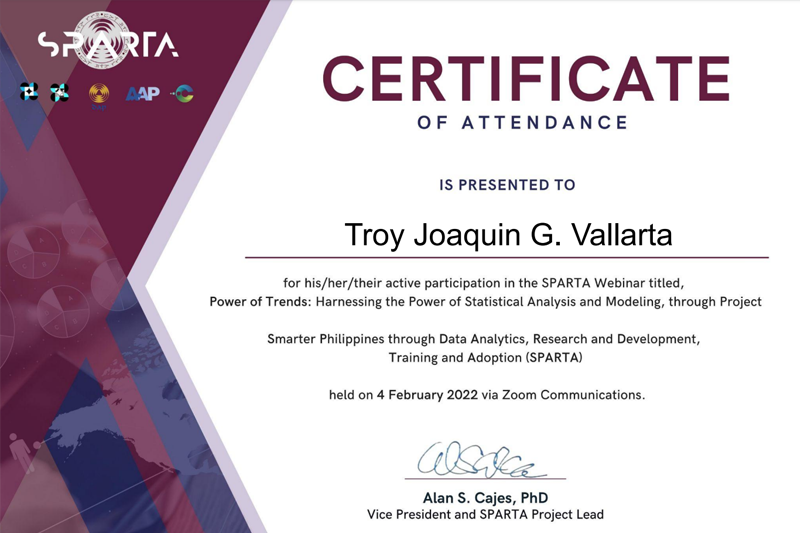 SPARTA
AAP
CERTIFICATE
OF ATTENDANCE
IS PRESENTED TO
Troy Joaquin G. Vallarta
for his/her/their active participation in the SPARTA Webinar titled,
Power of Trends: Harnessing the Power of Statistical Analysis and Modeling, through Project
Smarter Philippines through Data Analytics, Research and Development,
Training and Adoption (SPARTA)
held on 4 February 2022 via Zoom Communications.
Alan S. Cajes, PhD
Vice President and SPARTA Project Lead